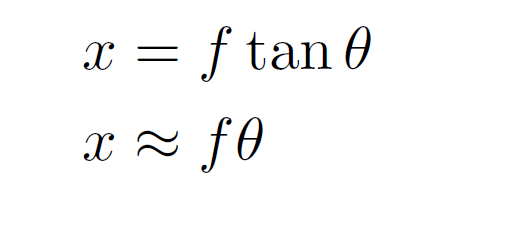 x = f tan θ
x ≈ fθ